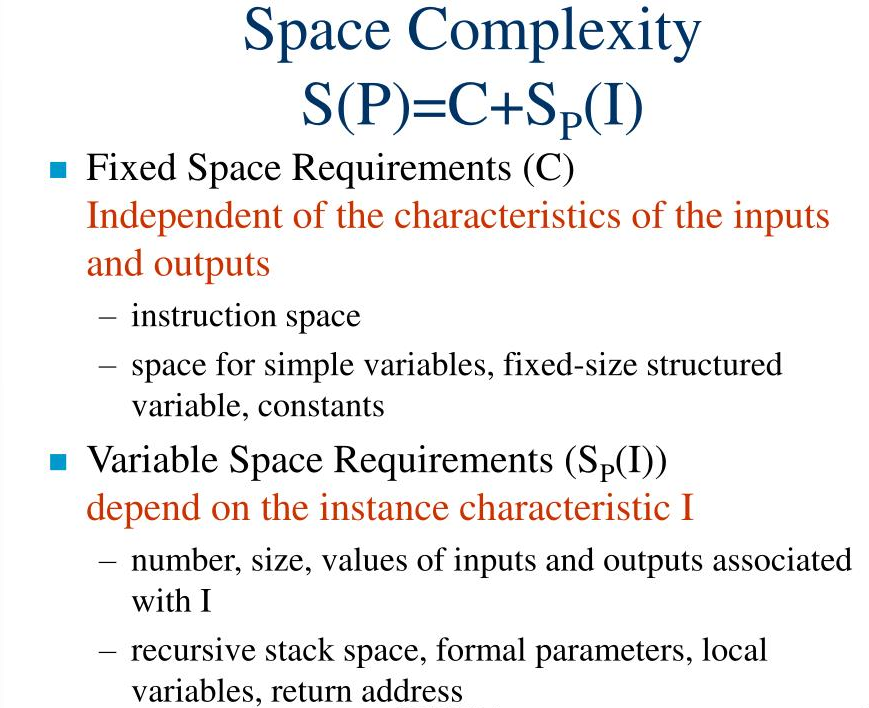 Space Complexity
S(P)=C+SP(I)
Fixed Space Requirements (C)
Independent of the characteristics of the inputs
and outputs
– instruction space
– space for simple variables, fixed-size structured
variable, constants
Variable Space Requirements (SP(I))
depend on the instance characteristic I
– number, size, values of inputs and outputs associated
with I
– recursive stack space, formal parameters, local
variables, return address